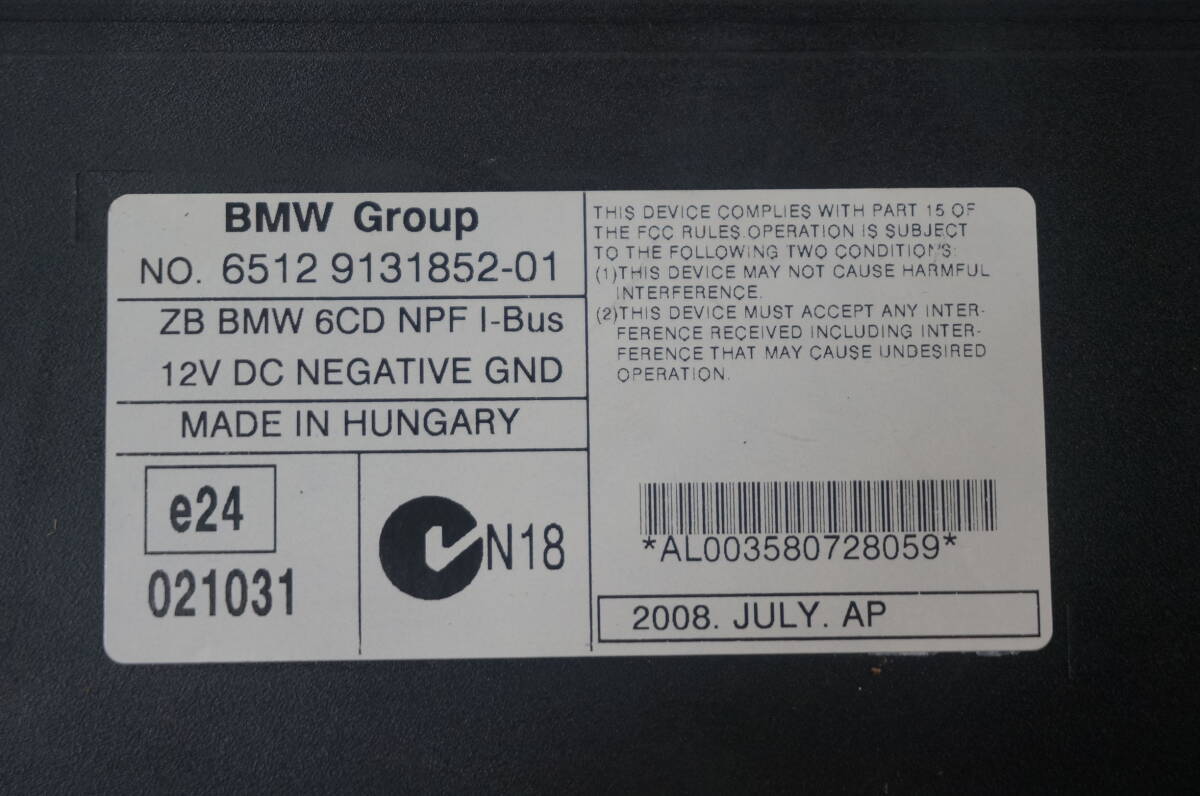 BMW Group
NO. 6512 9131852-01
ZB BMW 6CD NPF I-Bus
12V DC NEGATIVE GND
MADE IN HUNGARY
e24
021031
N18
THIS DEVICE COMPLIES WITH PART 15 OF
THE FCC RULES.OPERATION IS SUBJECT
TO THE FOLLOWING TWO CONDITIONS:
(1)THIS DEVICE MAY NOT CAUSE HARMFUL
INTERFERENCE.
(2)THIS DEVICE MUST ACCEPT ANY INTER-
FERENCE RECEIVED INCLUDING INTER-
FERENCE THAT MAY CAUSE UNDESIRED
OPERATION.
*AL003580728059*
2008. JULY. AP